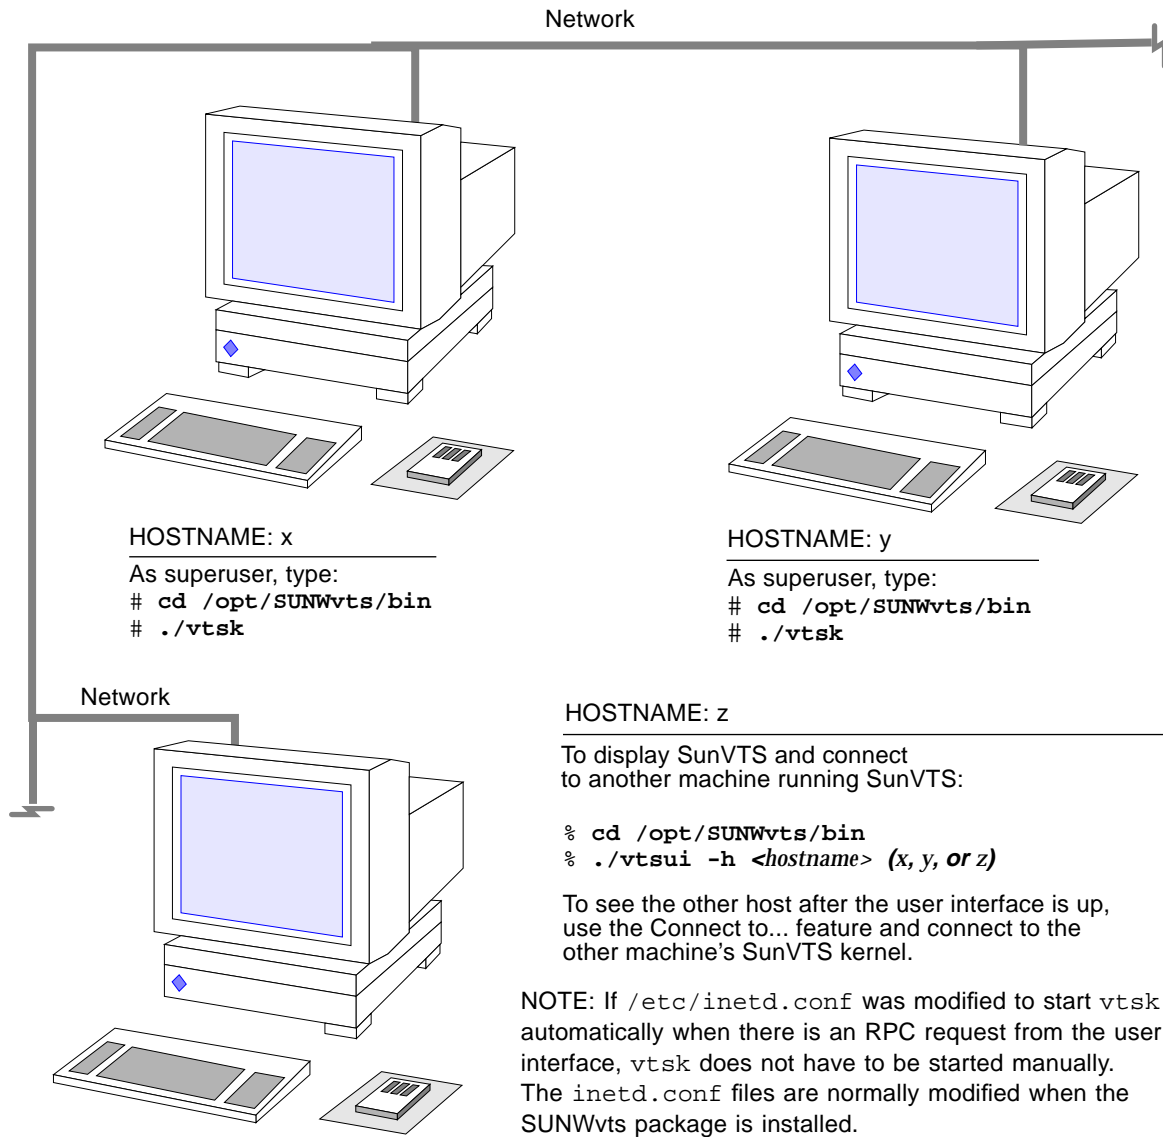 Network
HOSTNAME: x
As superuser, type:
# cd /opt/SUNWvts/bin
# ./vtsk
HOSTNAME: y
As superuser, type:
# cd /opt/SUNWvts/bin
# ./vtsk
Network
HOSTNAME: z
To display SunVTS and connect
to another machine running SunVTS:
% cd /opt/SUNWvts/bin
% ./vtsui -h <hostname> (x, y, or z)
To see the other host after the user interface is up,
use the Connect to... feature and connect to the
other machine's SunVTS kernel.
NOTE: If /etc/inetd.conf was modified to start vtsk
automatically when there is an RPC request from the user
interface, vtsk does not have to be started manually.
The inetd.conf files are normally modified when the
SUNWvts package is installed.